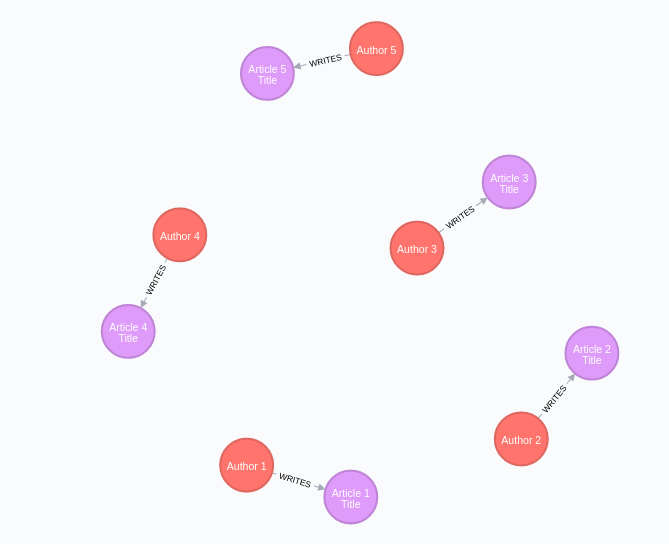 Author 5
WRITES
Article 5
Title
Article 3
Title
WRITES
Author 3
Author 4
WRITES
Article 4
Title
Article 2
Title
WRITES
Author 2
Author 1
WRITES
Article 1
Title